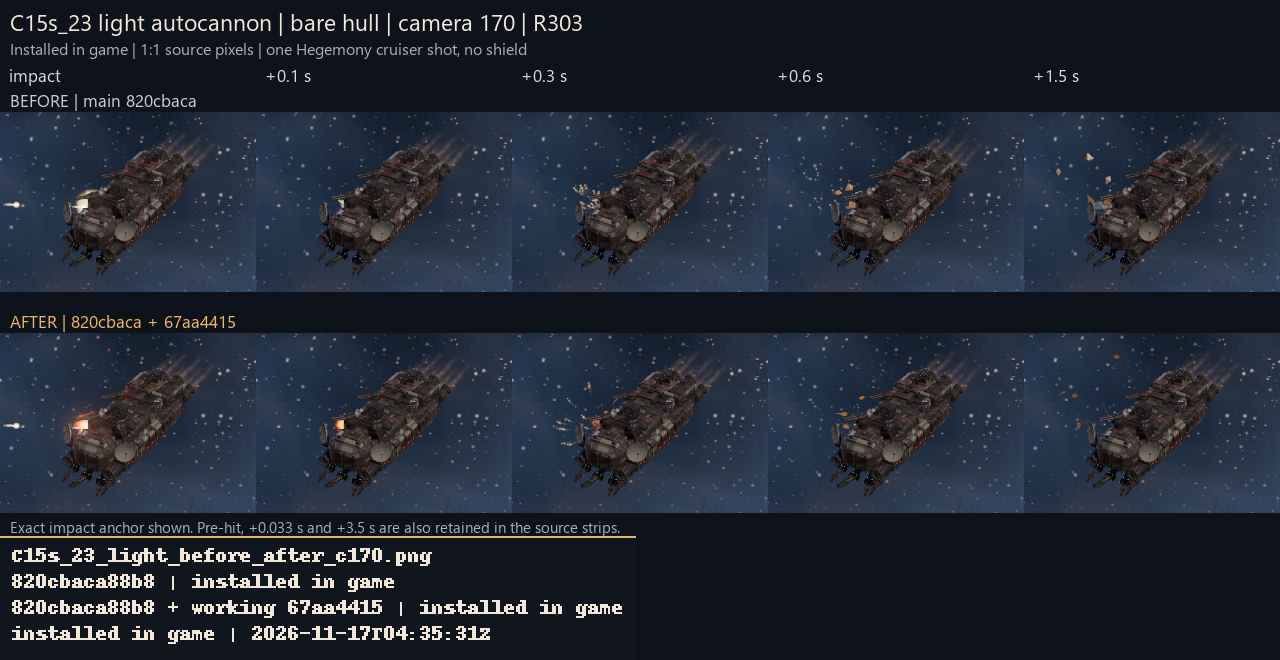 C15s_23 light autocannon | bare hull | camera 170 | R303
Installed in game | 1:1 source pixels | one Hegemony cruiser shot, no shield
impact +0.1 s +0.3 s +0.6 s +1.5 s
BEFORE | main 820cbaca
AFTER | 820cbaca + 67aa4415
Exact impact anchor shown. Pre-hit, +0.033 s and +3.5 s are also retained in the source strips.
C15s_23_light_before_after_c170.png
820cbaca88b8 | installed in game
820cbaca88b8 + working 67aa4415 | installed in game
installed in game | 2026-11-17T04:35:31Z